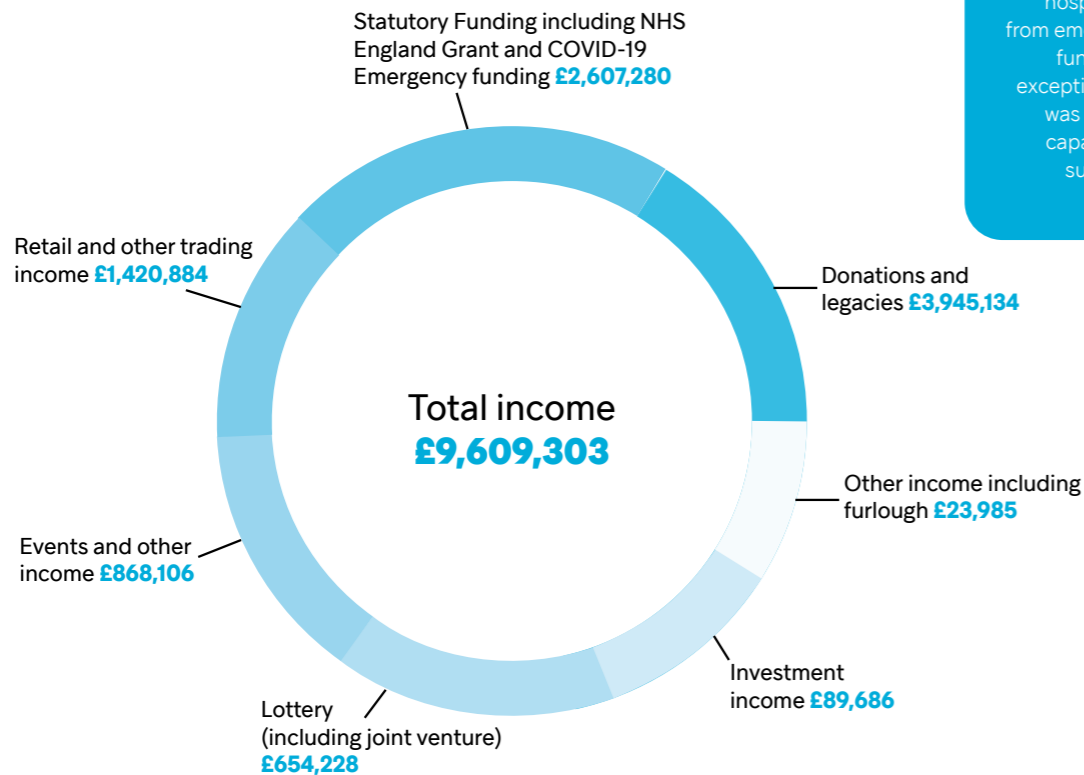 hosp
from eme
fun
excepti
was
capa
su
Statutory Funding including NHS
England Grant and COVID-19
Emergency funding £2,607,280
Retail and other trading
income £1,420,884
Donations and
legacies £3,945,134
Total income
£9,609,303
Other income including
furlough £23,985
Events and other
income £868,106
Investment
income £89,686
Lottery
(including joint venture)
£654,228